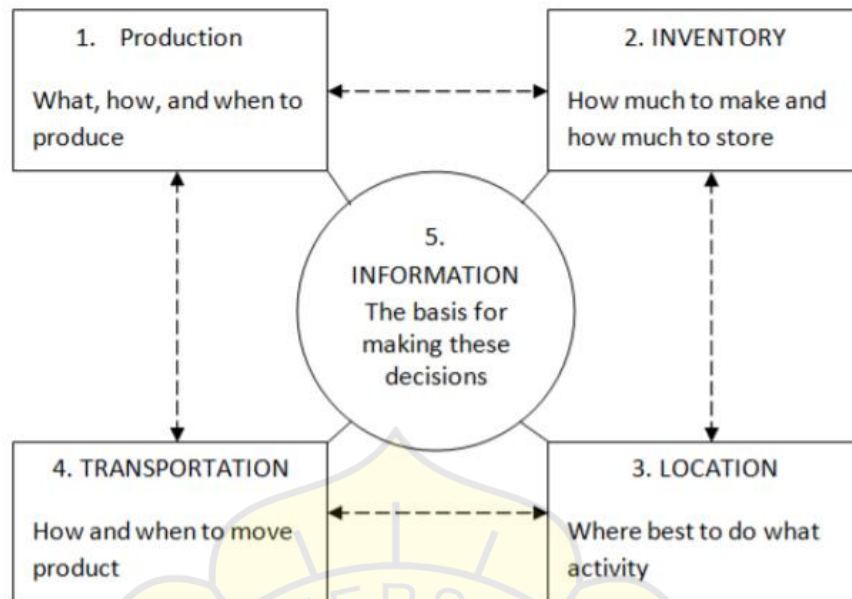 1. Production
What, how, and when to
produce
2. INVENTORY
How much to make and
how much to store
5.
INFORMATION
The basis for
making these
decisions
4. TRANSPORTATION
How and when to move
product
3. LOCATION
Where best to do what
activity